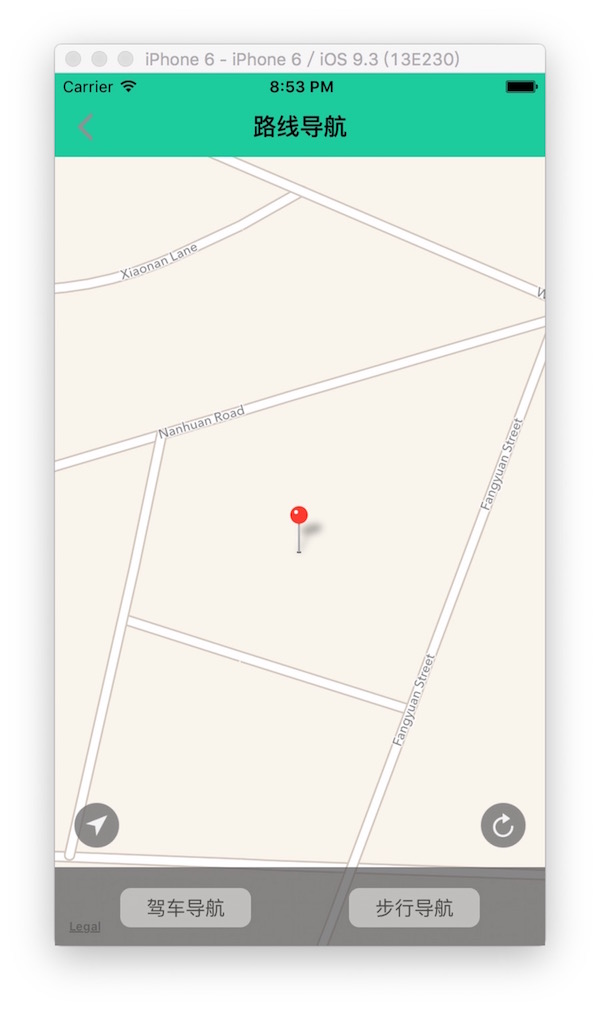 iPhone 6 - iPhone 6 / iOS 9.3 (13E230)
Carrier 8:53 PM
路线导航
Xiaonan Lane
W
Nanhuan Road
Fangyuan Street
Fangyuan Street
驾车导航 步行导航
Legal